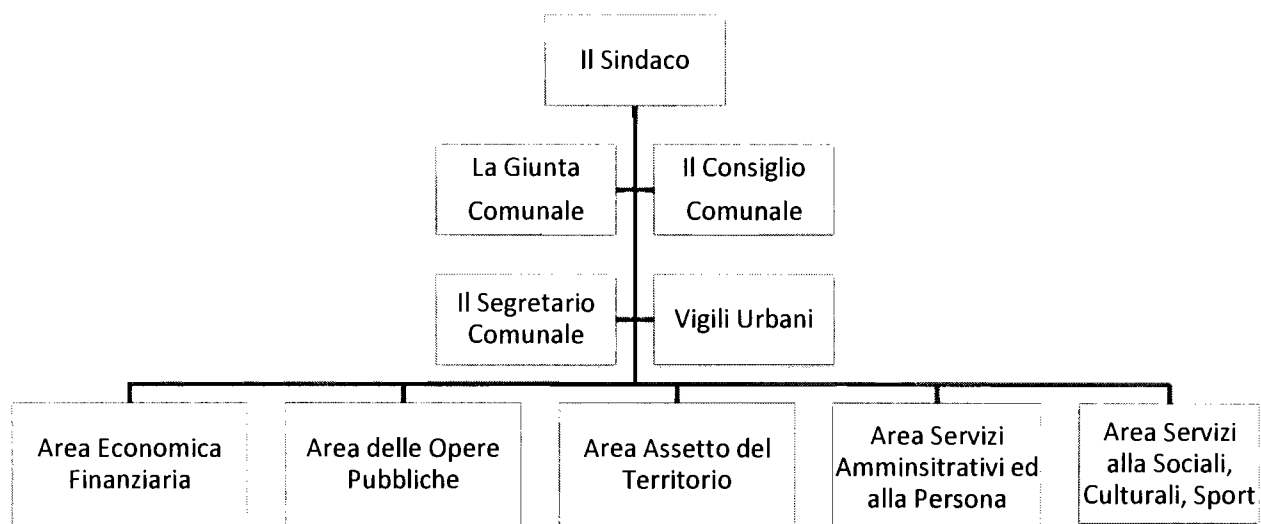 Il Sindaco
La Giunta
Comunale
Il Consiglio
Comunale
Il Segretario
Comunale
Vigili Urbani
Area Economica
Finanziaria
Area delle Opere
Pubbliche
Area Assetto del
Territorio
Area Servizi
Amminsitrativi ed
alla Persona
Area Servizi
alla Sociali,
Culturali, Sport